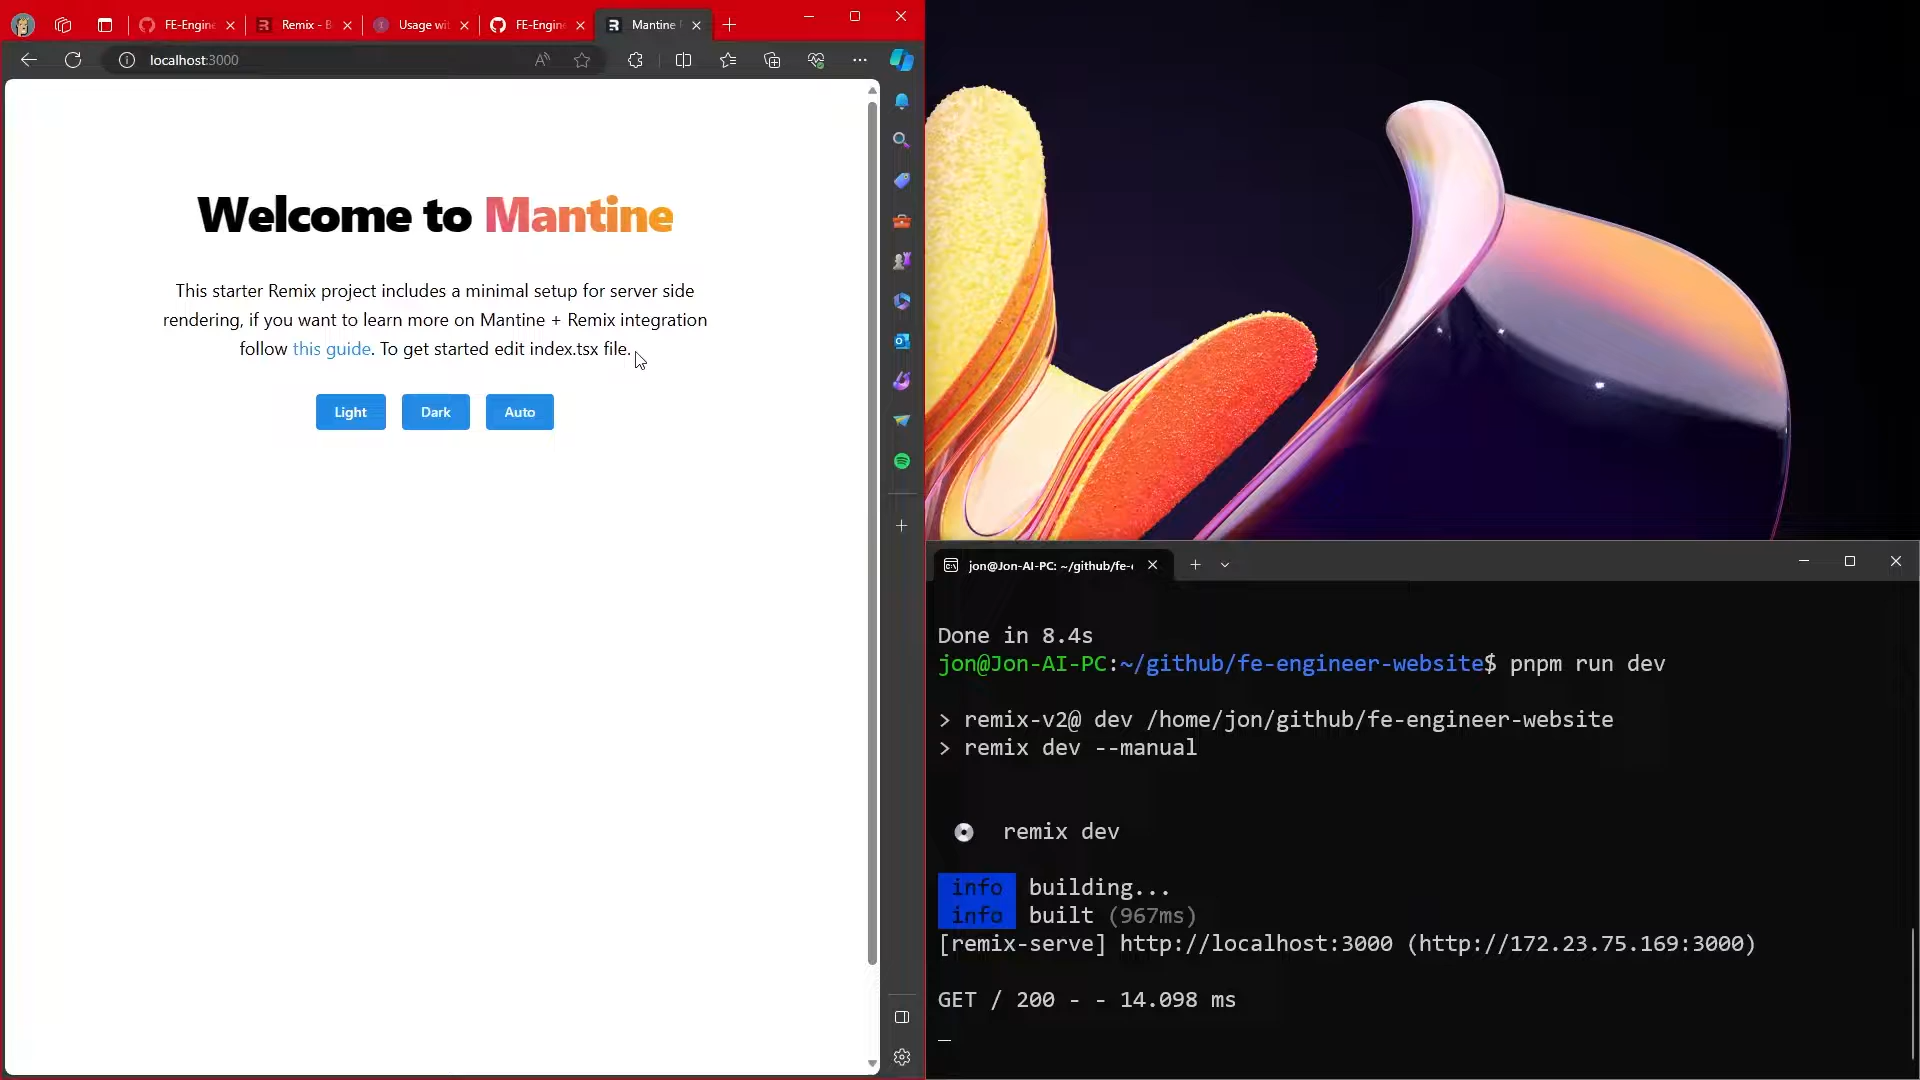 FE-Engine
Remix - B
Usage wit
FE-Engine
Mantine
localhost:3000
Welcome to Mantine
This starter Remix project includes a minimal setup for server side
rendering, if you want to learn more on Mantine + Remix integration
follow this guide. To get started edit index.tsx file.
Light
Dark
Auto
jon@Jon-AI-PC: ~/github/fe-e
Done in 8.4s
jon@Jon-AI-PC:~/github/fe-engineer-website$ pnpm run dev
> remix-v2@ dev /home/jon/github/fe-engineer-website
> remix dev --manual
remix dev
info building...
info built (967ms)
[remix-serve] http://localhost:3000 (http://172.23.75.169:3000)
GET / 200 - - 14.098 ms